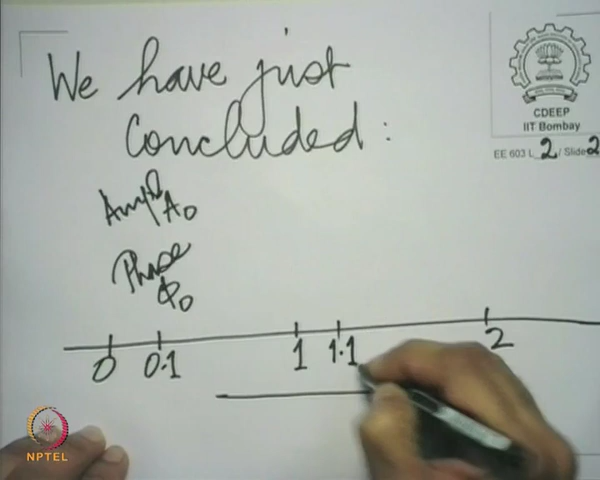 We have just
Concluded:
CDEEP
IIT Bombay
EE 603 L 2 / Slide 2
Ampl A0
Phase
φ0
0 0.1 1 1.1 2
NPTEL